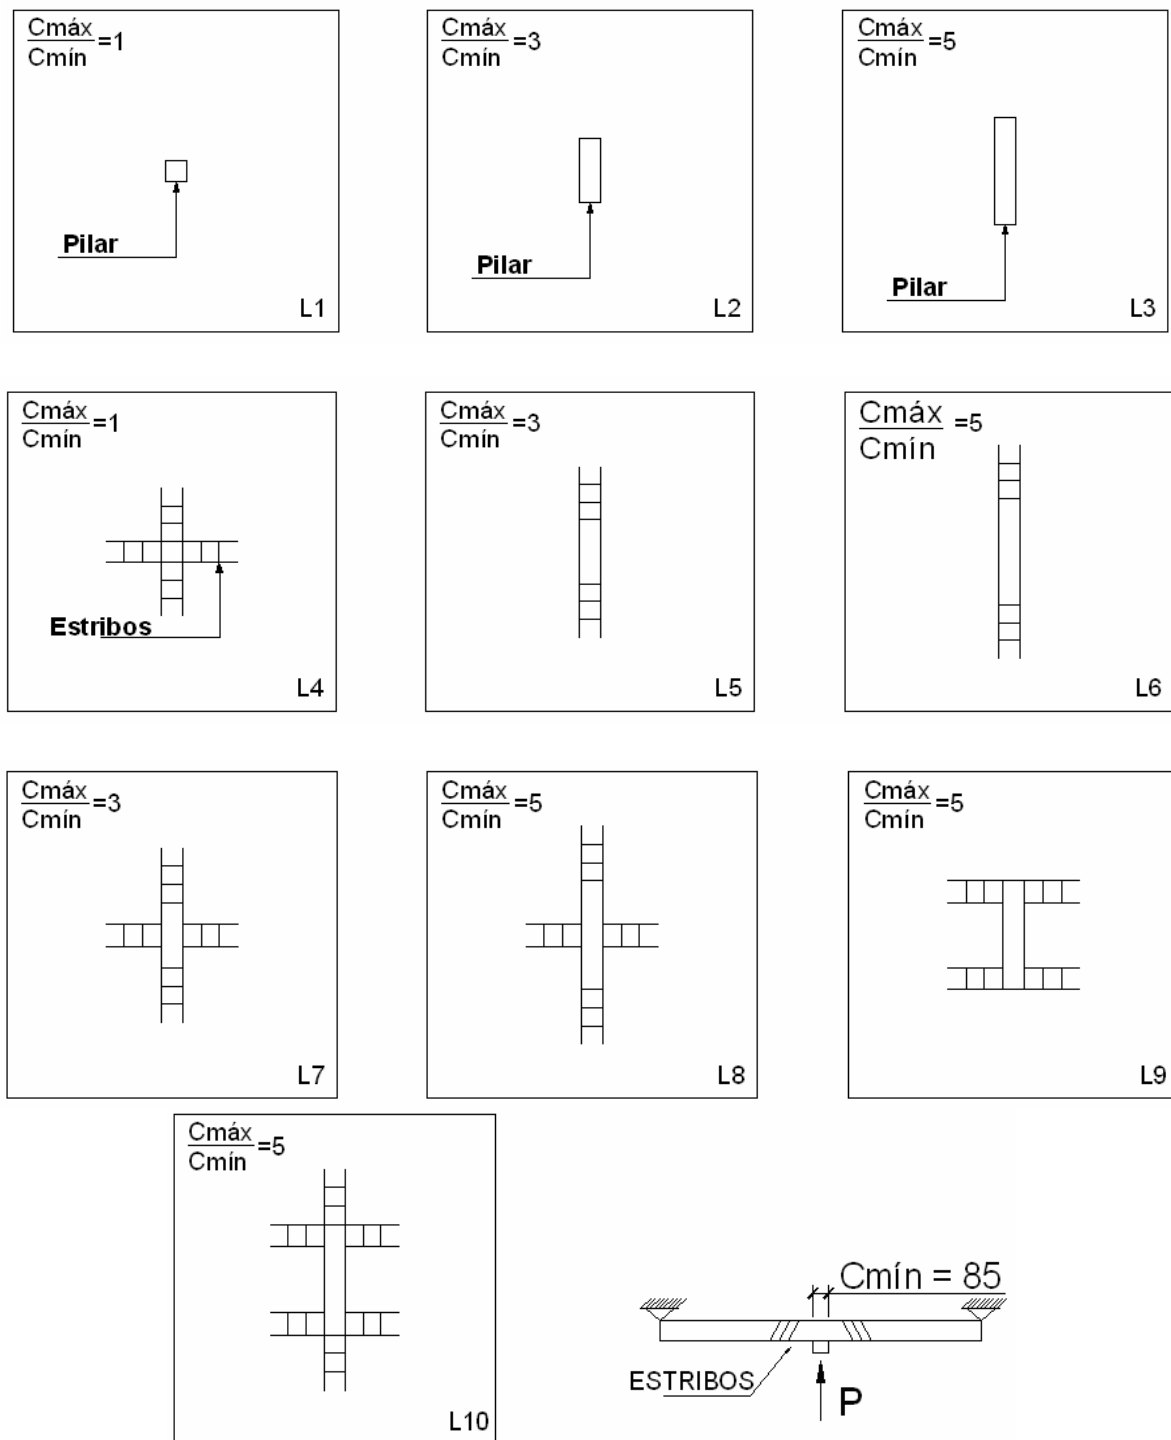 Cmáx
Cmín
=1
Pilar
L1
Cmáx
Cmín
=3
Pilar
L2
Cmáx
Cmín
=5
Pilar
L3
Cmáx
Cmín
=1
Estribos
L4
Cmáx
Cmín
=3
L5
Cmáx
Cmín
=5
L6
Cmáx
Cmín
=3
L7
Cmáx
Cmín
=5
L8
Cmáx
Cmín
=5
L9
Cmáx
Cmín
=5
L10
Cmín = 85
ESTRIBOS
P